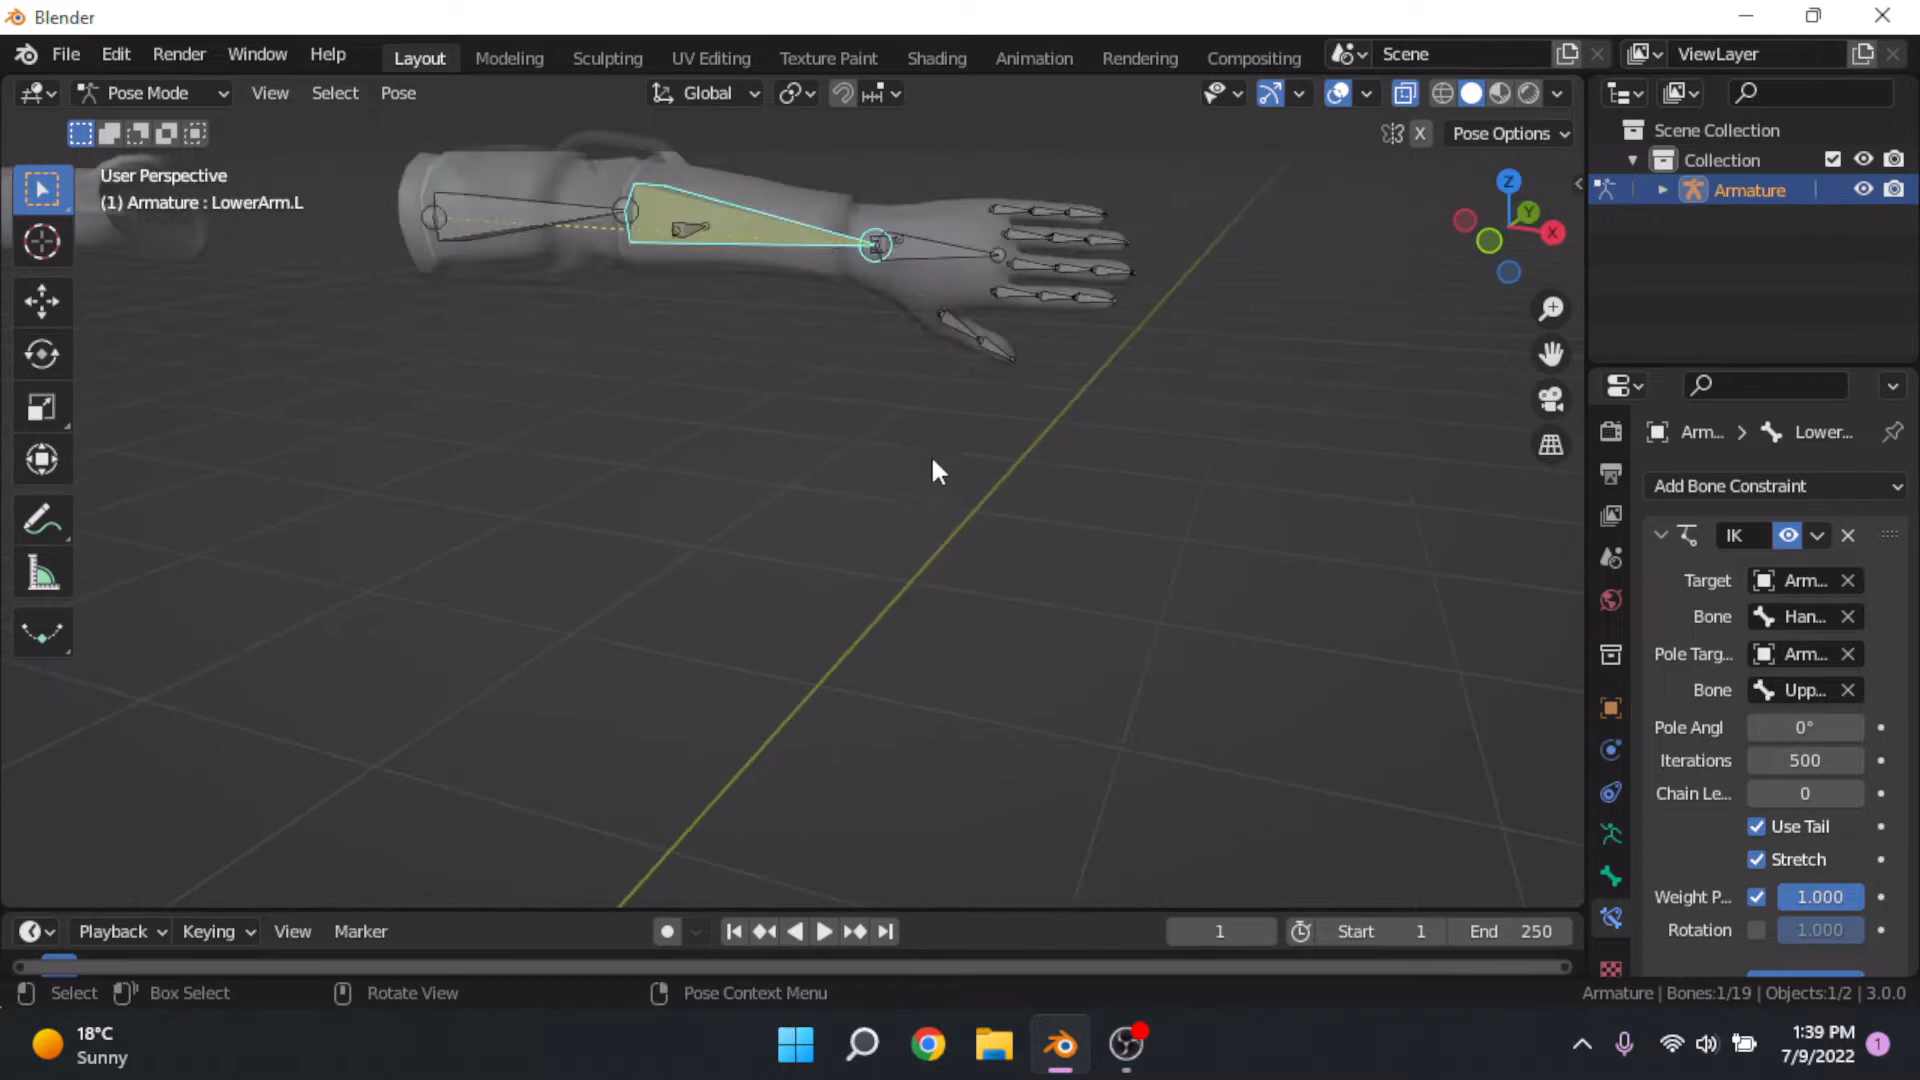 Blender
File Edit Render Window Help Layout Modeling Sculpting UV Editing Texture Paint Shading Animation Rendering Compositing Scene ViewLayer
Pose Mode View Select Pose Global
X Pose Options
User Perspective
(1) Armature : LowerArm.L
Z
Y
X
Scene Collection
Collection
Armature
Arm... Lower...
Add Bone Constraint
IK
Target Arm...
Bone Han...
Pole Targ... Arm...
Bone Upp...
Pole Angl 0°
Iterations 500
Chain Le... 0
Use Tail
Stretch
Weight P... 1.000
Rotation 1.000
Playback Keying View Marker 1 Start 1 End 250
Select Box Select Rotate View Pose Context Menu Armature | Bones:1/19 | Objects:1/2 | 3.0.0
18°C
Sunny
1:39 PM
7/9/2022
1